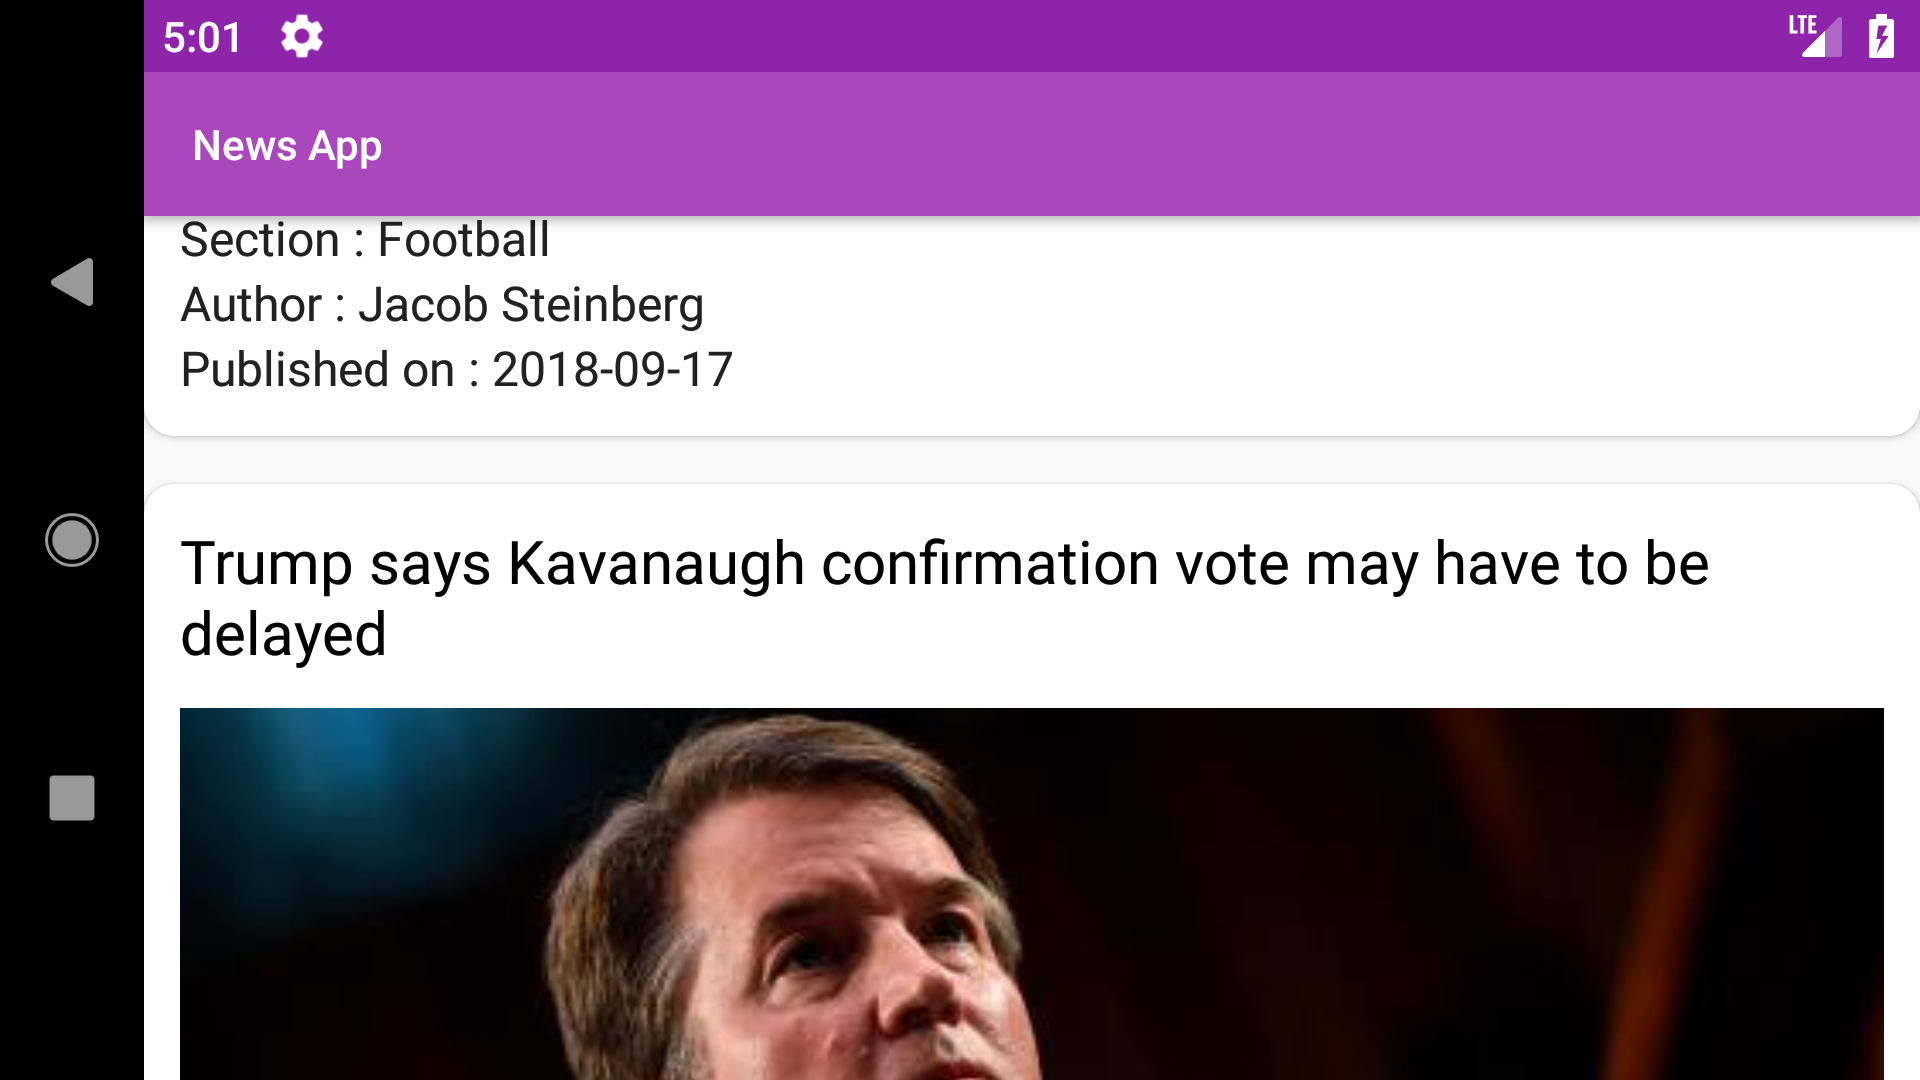 5:01
LTE
News App
Section : Football
Author : Jacob Steinberg
Published on : 2018-09-17
Trump says Kavanaugh confirmation vote may have to be
delayed